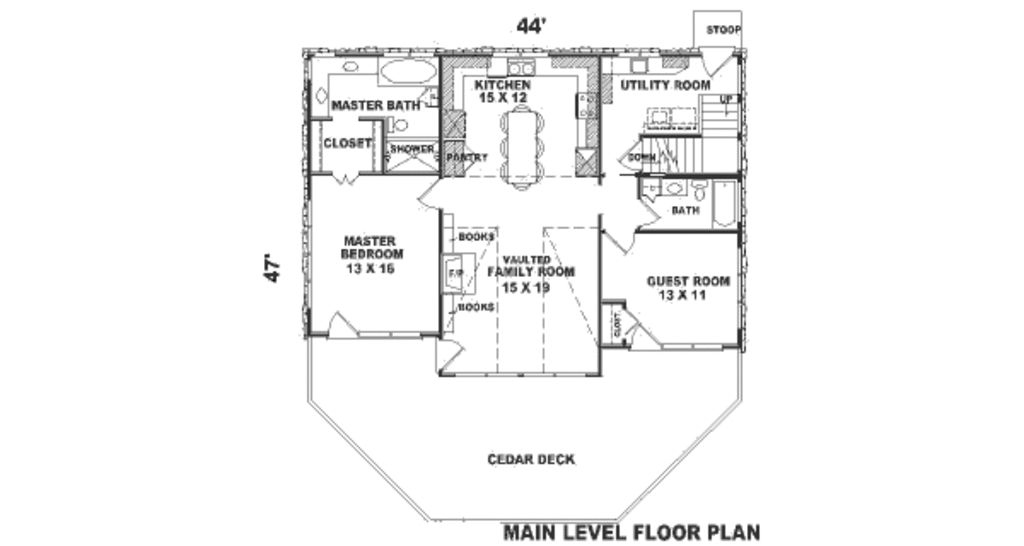 44'
STOOP
KITCHEN
15 X 12
UTILITY ROOM
UP
MASTER BATH
CLOSET
SHOWER
PANTRY
DOWN
BATH
MASTER
BEDROOM
13 X 16
47'
BOOKS
VAULTED
FAMILY ROOM
15 X 19
F/P
BOOKS
GUEST ROOM
13 X 11
CLOST.
CEDAR DECK
MAIN LEVEL FLOOR PLAN